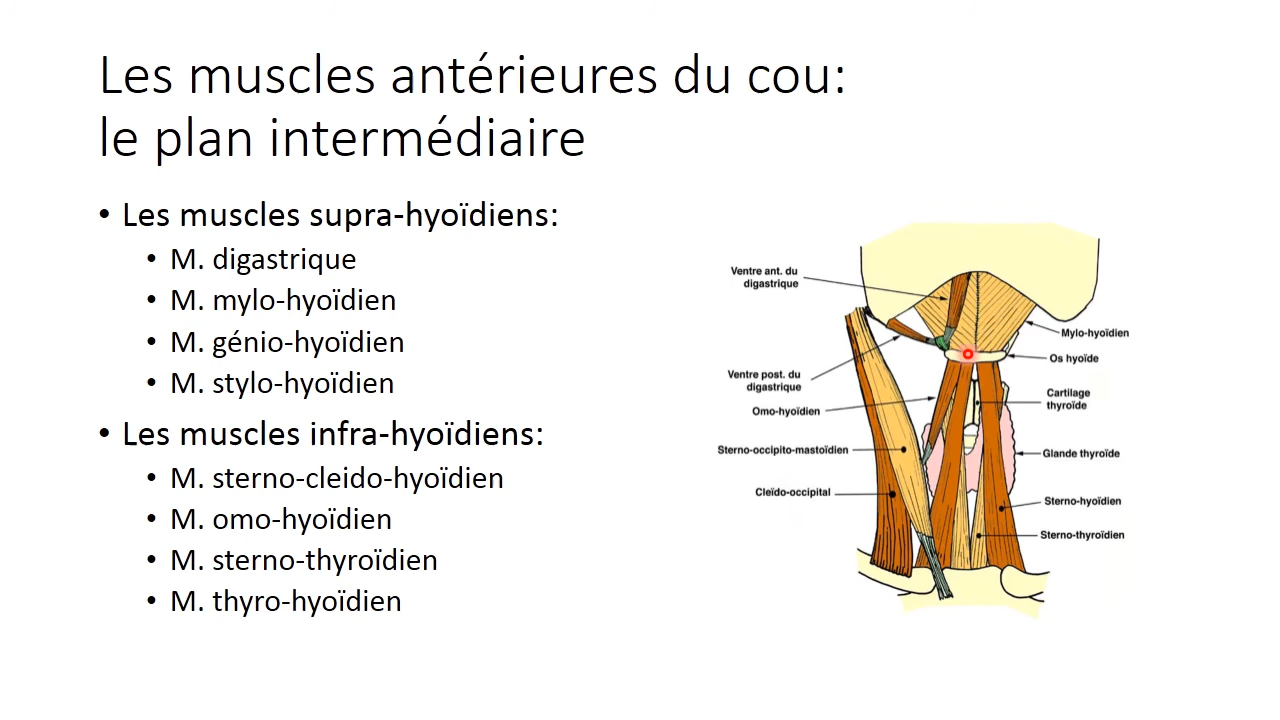 Les muscles antérieures du cou:
le plan intermédiaire
• Les muscles supra-hyoïdiens:
• M. digastrique
• M. mylo-hyoïdien
• M. génio-hyoïdien
• M. stylo-hyoïdien
• Les muscles infra-hyoïdiens:
• M. sterno-cleido-hyoïdien
• M. omo-hyoïdien
• M. sterno-thyroïdien
• M. thyro-hyoïdien
Ventre ant. du
digastrique
Ventre post. du
digastrique
Omo-hyoïdien
Sterno-occipito-mastoïdien
Cleïdo-occipital
Mylo-hyoïdien
Os hyoïde
Cartilage
thyroïde
Glande thyroïde
Sterno-hyoïdien
Sterno-thyroïdien